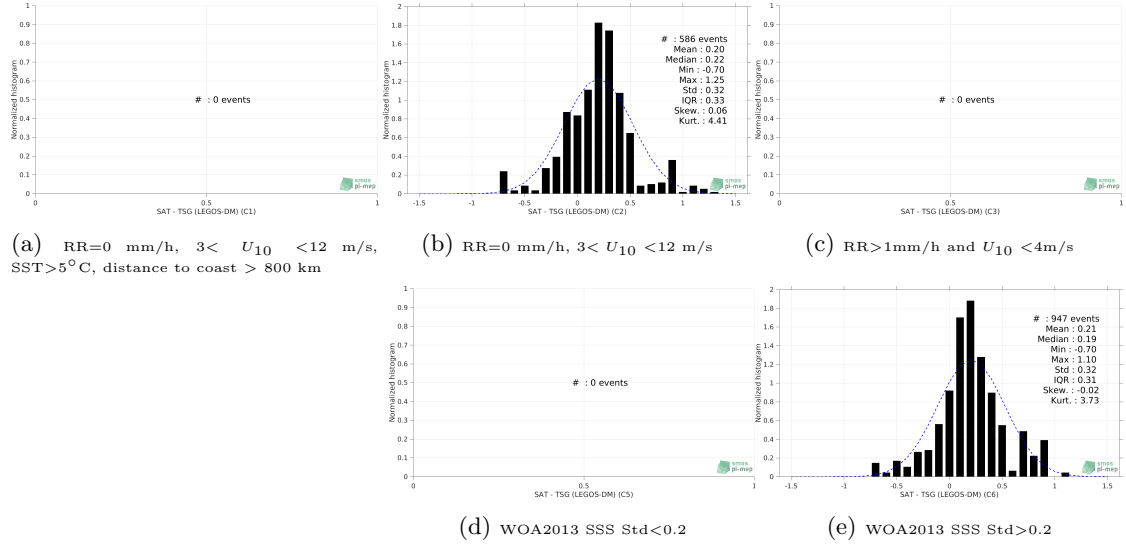 1
0.9
0.8
0.7
0.6
0.5
0.4
0.3
0.2
0.1
0
Normalized histogram
# : 0 events
0 0.5 1
SAT - TSG (LEGOS-DM) (C1)
smos
pi-mep
(a) RR=0 mm/h, 3< U10 <12 m/s,
SST>5°C, distance to coast > 800 km
2
1.8
1.6
1.4
1.2
1
0.8
0.6
0.4
0.2
0
Normalized histogram
# : 586 events
Mean : 0.20
Median : 0.22
Min : -0.70
Max : 1.25
Std : 0.32
IQR : 0.33
Skew. : 0.06
Kurt. : 4.41
-1.5 -1 -0.5 0 0.5 1 1.5
SAT - TSG (LEGOS-DM) (C2)
smos
pi-mep
(b) RR=0 mm/h, 3< U10 <12 m/s
1
0.9
0.8
0.7
0.6
0.5
0.4
0.3
0.2
0.1
0
Normalized histogram
# : 0 events
0 0.5 1
SAT - TSG (LEGOS-DM) (C3)
smos
pi-mep
(c) RR>1mm/h and U10 <4m/s
1
0.9
0.8
0.7
0.6
0.5
0.4
0.3
0.2
0.1
0
Normalized histogram
# : 0 events
0 0.5 1
SAT - TSG (LEGOS-DM) (C5)
smos
pi-mep
(d) WOA2013 SSS Std<0.2
2
1.8
1.6
1.4
1.2
1
0.8
0.6
0.4
0.2
0
Normalized histogram
# : 947 events
Mean : 0.21
Median : 0.19
Min : -0.70
Max : 1.10
Std : 0.32
IQR : 0.31
Skew. : -0.02
Kurt. : 3.73
-1.5 -1 -0.5 0 0.5 1 1.5
SAT - TSG (LEGOS-DM) (C6)
smos
pi-mep
(e) WOA2013 SSS Std>0.2